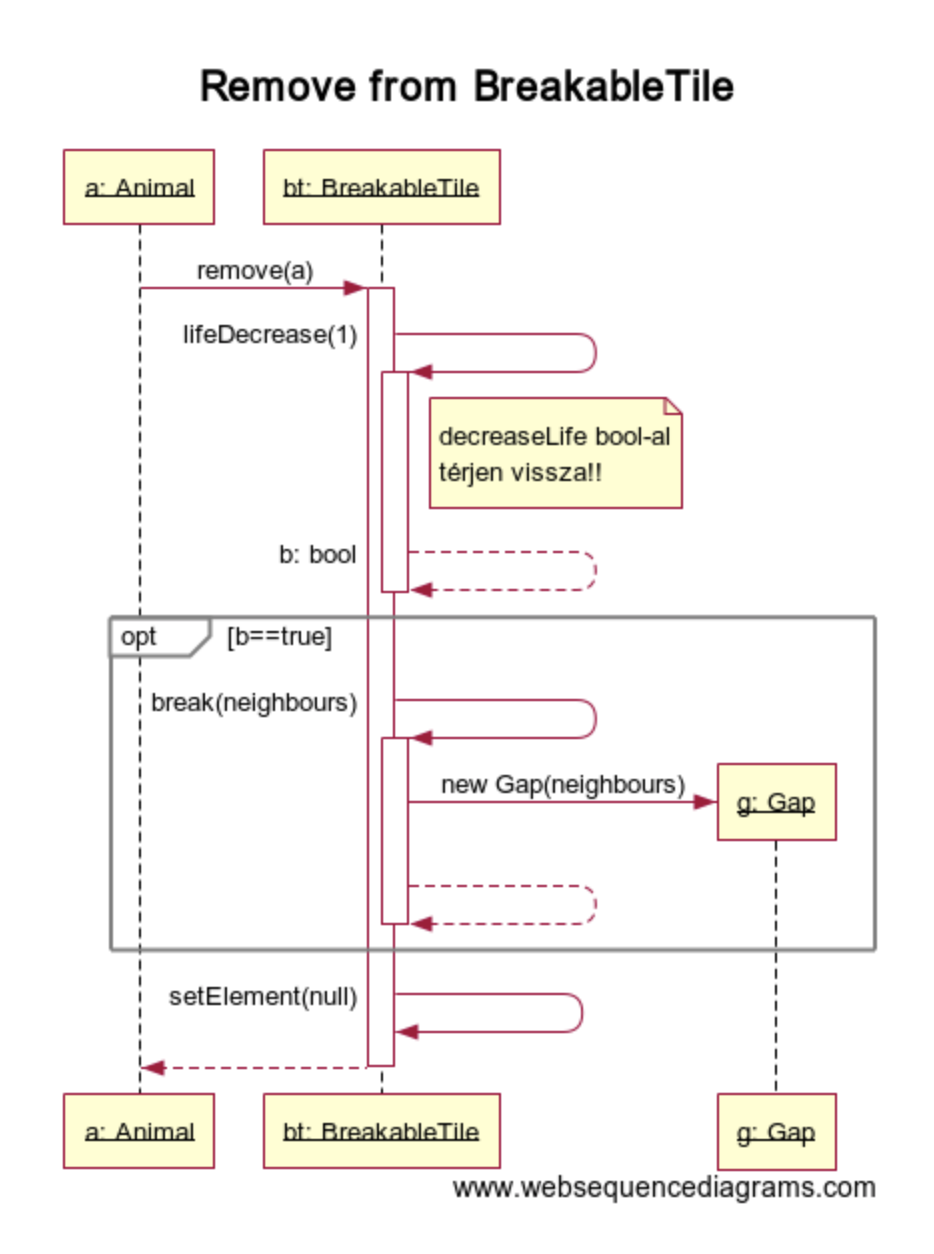 Remove from BreakableTile
a: Animal
bt: BreakableTile
remove(a)
lifeDecrease(1)
decreaseLife bool-al
térjen vissza!!
b: bool
opt [b==true]
break(neighbours)
new Gap(neighbours)
g: Gap
setElement(null)
a: Animal
bt: BreakableTile
g: Gap
www.websequencediagrams.com